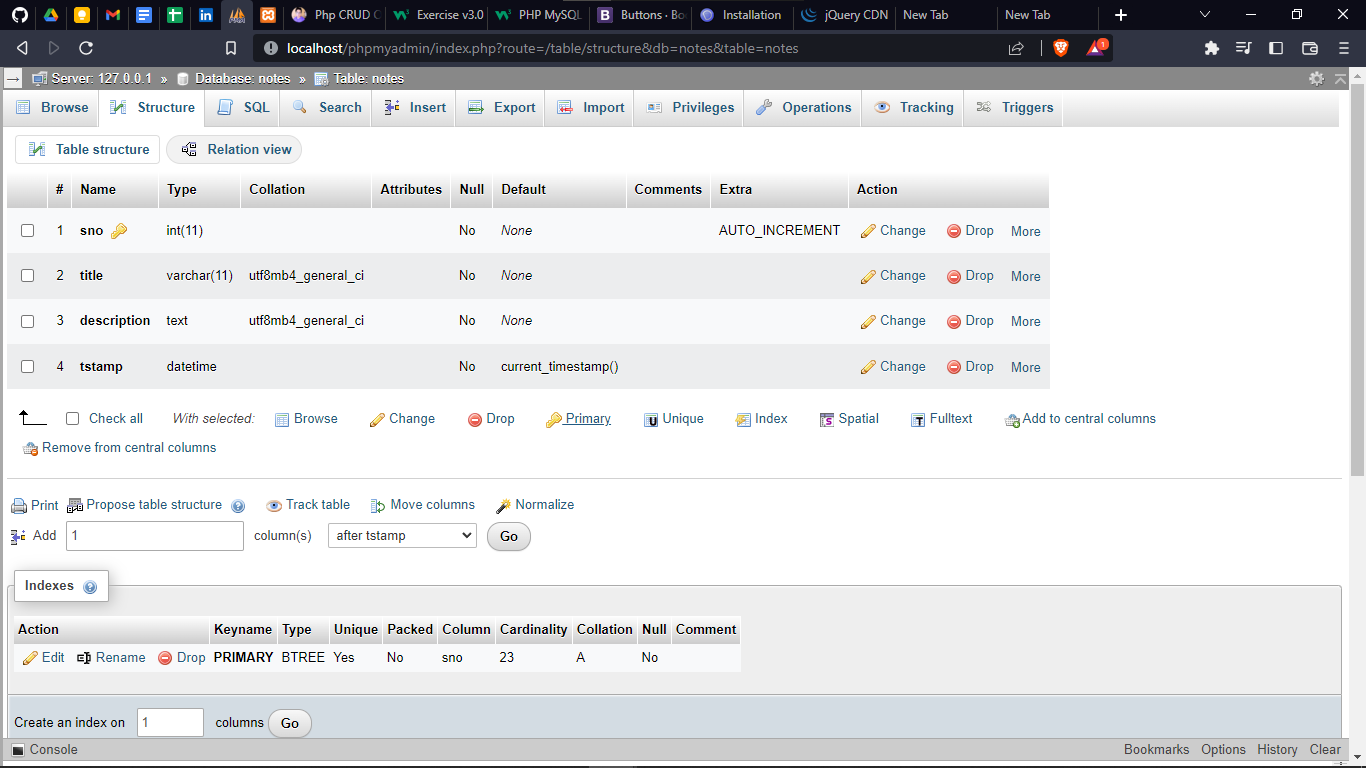 Php CRUD C
Exercise v3.0
PHP MySQL
B Buttons · Bo
Installation
jQuery CDN
New Tab
New Tab
localhost/phpmyadmin/index.php?route=/table/structure&db=notes&table=notes
1
Server: 127.0.0.1 » Database: notes » Table: notes
Browse Structure SQL Search Insert Export Import Privileges Operations Tracking Triggers
Table structure Relation view
# Name Type Collation Attributes Null Default Comments Extra Action
1 sno int(11) No None AUTO_INCREMENT Change Drop More
2 title varchar(11) utf8mb4_general_ci No None Change Drop More
3 description text utf8mb4_general_ci No None Change Drop More
4 tstamp datetime No current_timestamp() Change Drop More
Check all With selected: Browse Change Drop Primary Unique Index Spatial Fulltext Add to central columns
Remove from central columns
Print Propose table structure Track table Move columns Normalize
Add 1 column(s) after tstamp Go
Indexes
Action Keyname Type Unique Packed Column Cardinality Collation Null Comment
Edit Rename Drop PRIMARY BTREE Yes No sno 23 A No
Create an index on 1 columns Go
Console Bookmarks Options History Clear